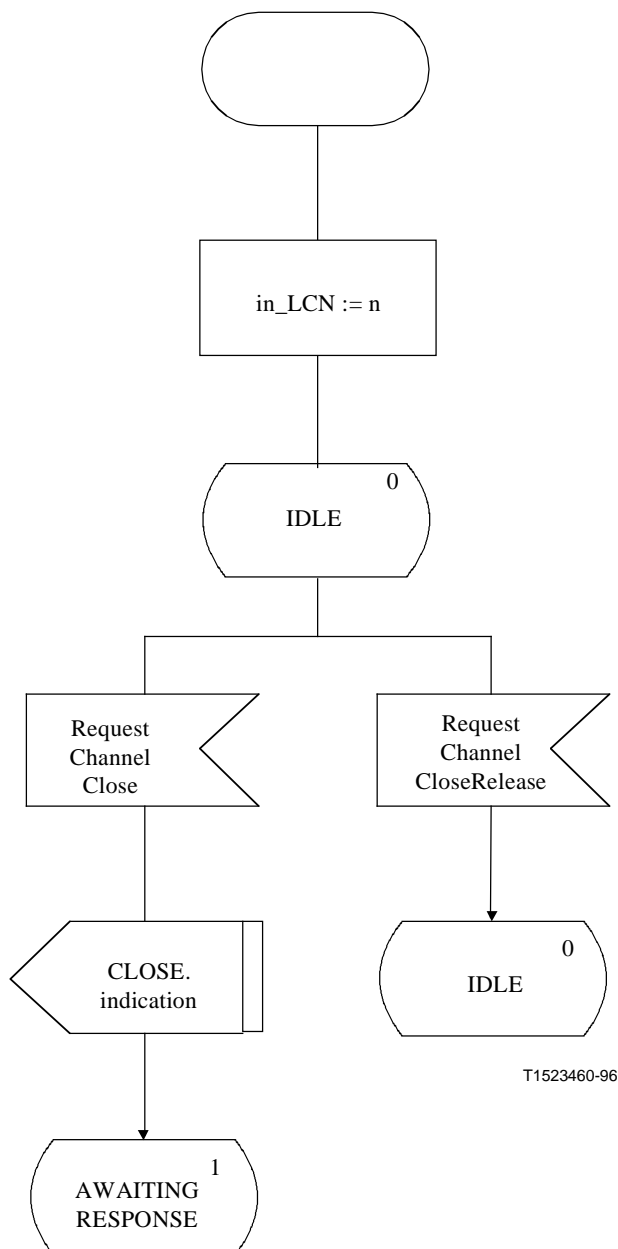 in_LCN := n
0
IDLE
Request
Channel
Close
Request
Channel
CloseRelease
CLOSE.
indication
0
IDLE
T1523460-96
1
AWAITING
RESPONSE